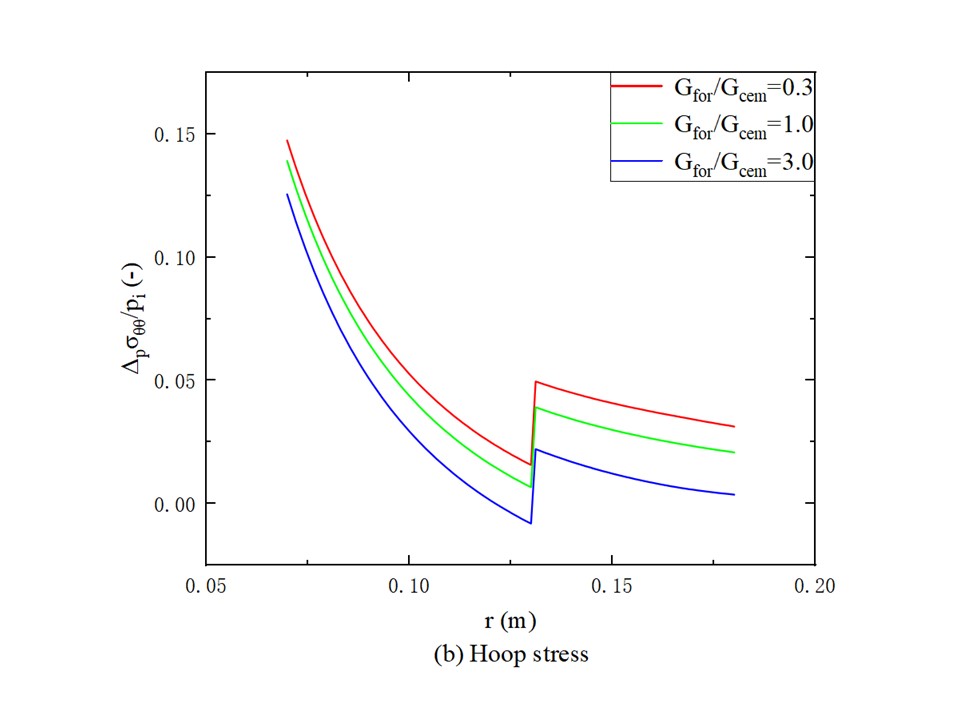 G_for/G_cem=0.3
G_for/G_cem=1.0
G_for/G_cem=3.0
0.15
0.10
0.05
0.00
Δ_pσ_θθ/p_i (-)
0.05 0.10 0.15 0.20
r (m)
(b) Hoop stress